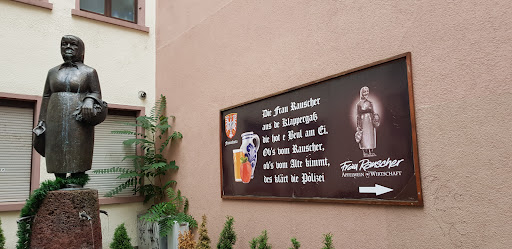 Die Frau Rauscher
aus de Klappergaß
die hot e Beul am Ei.
Ob's vom Rauscher,
ob's vom Alte kimmt,
des klärt die Polizei
Frau Rauscher
APFELWEIN WIRTSCHAFT